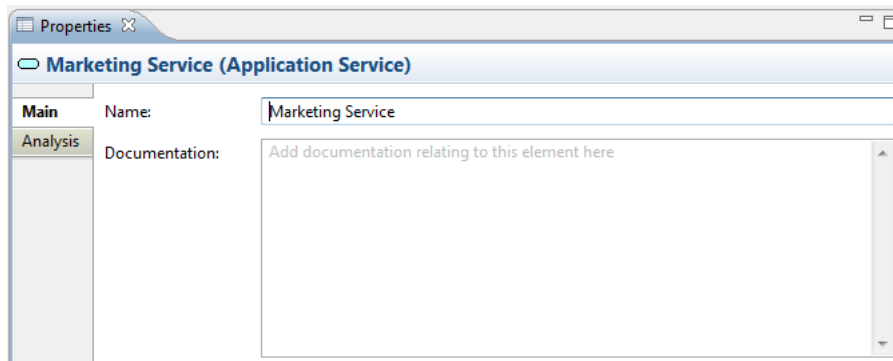 Properties
Marketing Service (Application Service)
Main
Name:
Marketing Service
Analysis
Documentation:
Add documentation relating to this element here